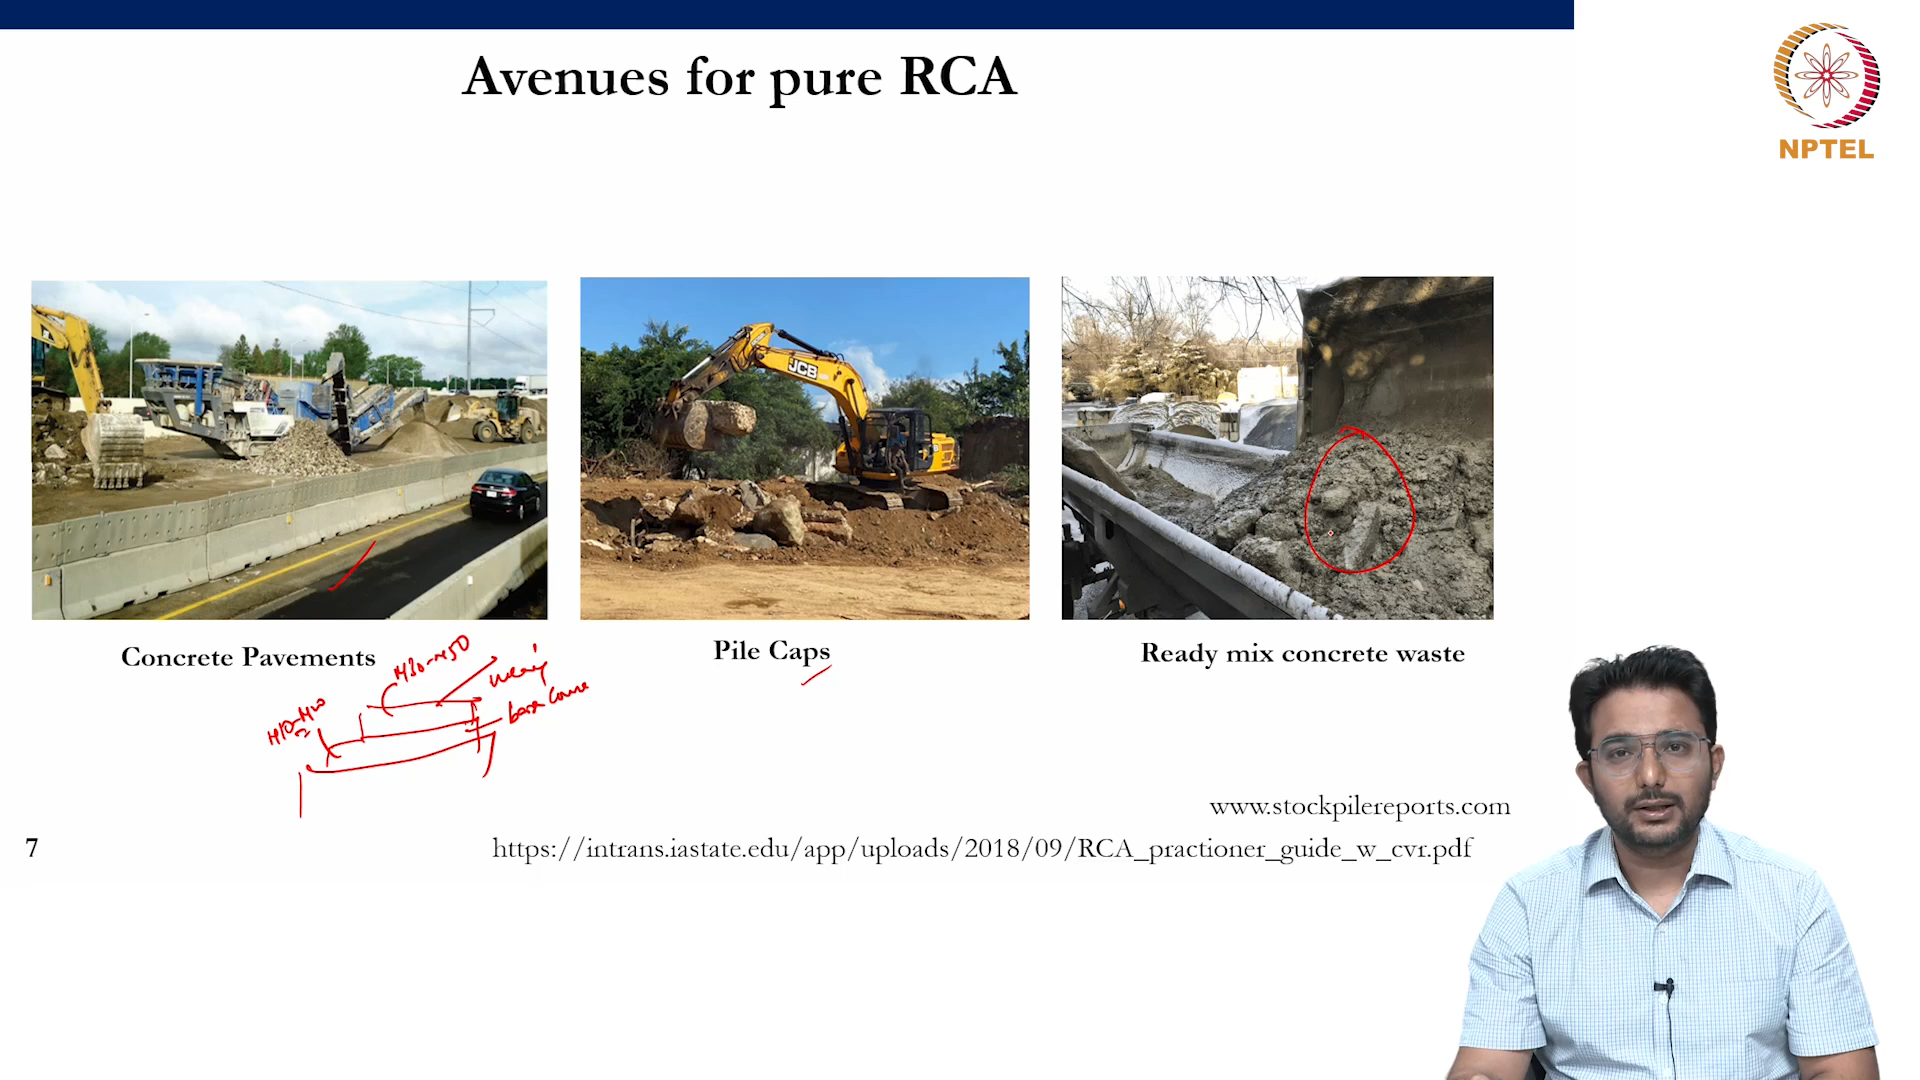 Avenues for pure RCA
NPTEL
JCB
Concrete Pavements
Pile Caps
Ready mix concrete waste
M30-M50
wearing
base course
M10-M20
www.stockpilereports.com
7
https://intrans.iastate.edu/app/uploads/2018/09/RCA_practioner_guide_w_cvr.pdf